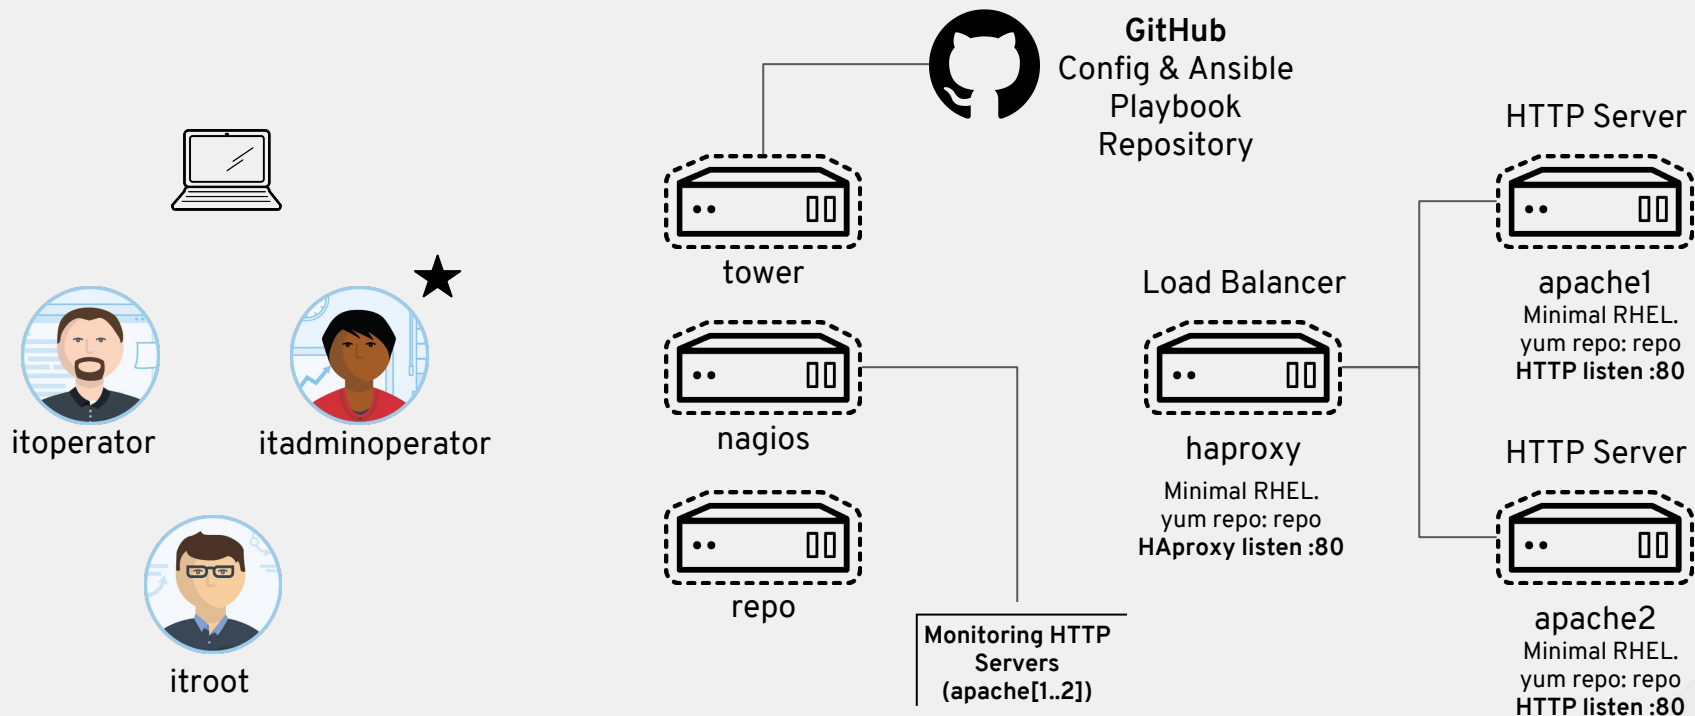 GitHub
Config & Ansible
Playbook
Repository
HTTP Server
tower
Load Balancer
apache1
Minimal RHEL.
yum repo: repo
HTTP listen :80
itoperator
itadminoperator
nagios
haproxy
Minimal RHEL.
yum repo: repo
HAproxy listen :80
HTTP Server
repo
Monitoring HTTP
Servers
(apache[1..2])
apache2
Minimal RHEL.
yum repo: repo
HTTP listen :80
itroot